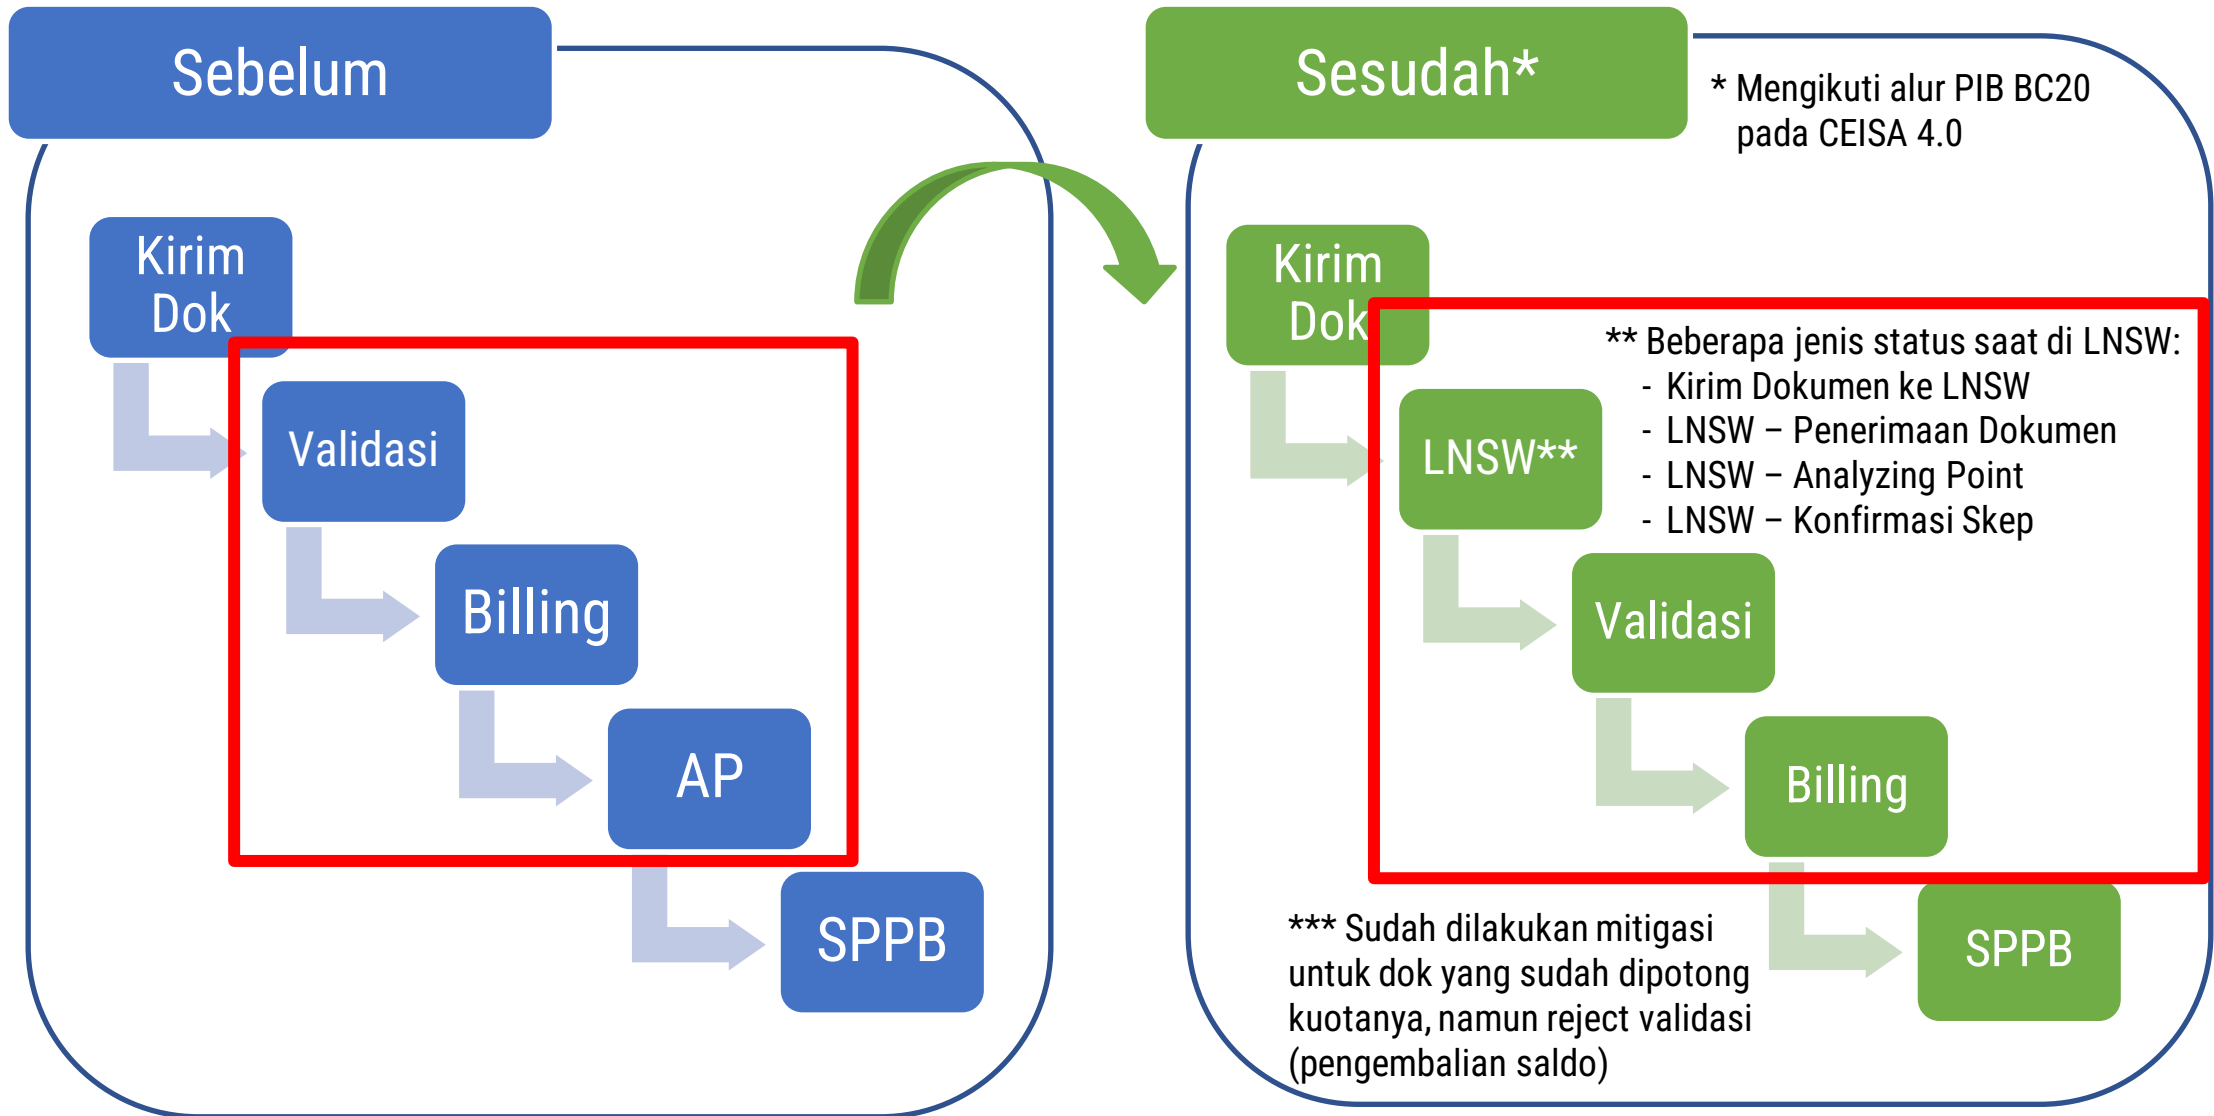 Sebelum
Kirim
Dok
Validasi
Billing
AP
SPPB
Sesudah*
* Mengikuti alur PIB BC20
pada CEISA 4.0
Kirim
Dok
LNSW**
** Beberapa jenis status saat di LNSW:
- Kirim Dokumen ke LNSW
- LNSW – Penerimaan Dokumen
- LNSW – Analyzing Point
- LNSW – Konfirmasi Skep
Validasi
Billing
SPPB
*** Sudah dilakukan mitigasi
untuk dok yang sudah dipotong
kuotanya, namun reject validasi
(pengembalian saldo)